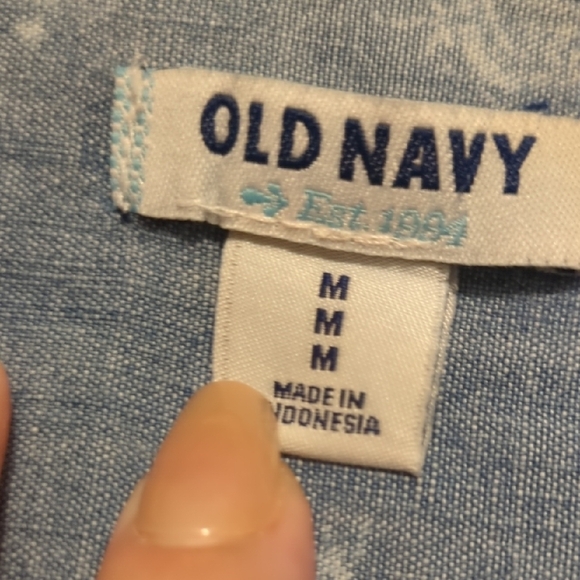 OLD NAVY
Est. 1994
M
M
M
MADE IN
INDONESIA